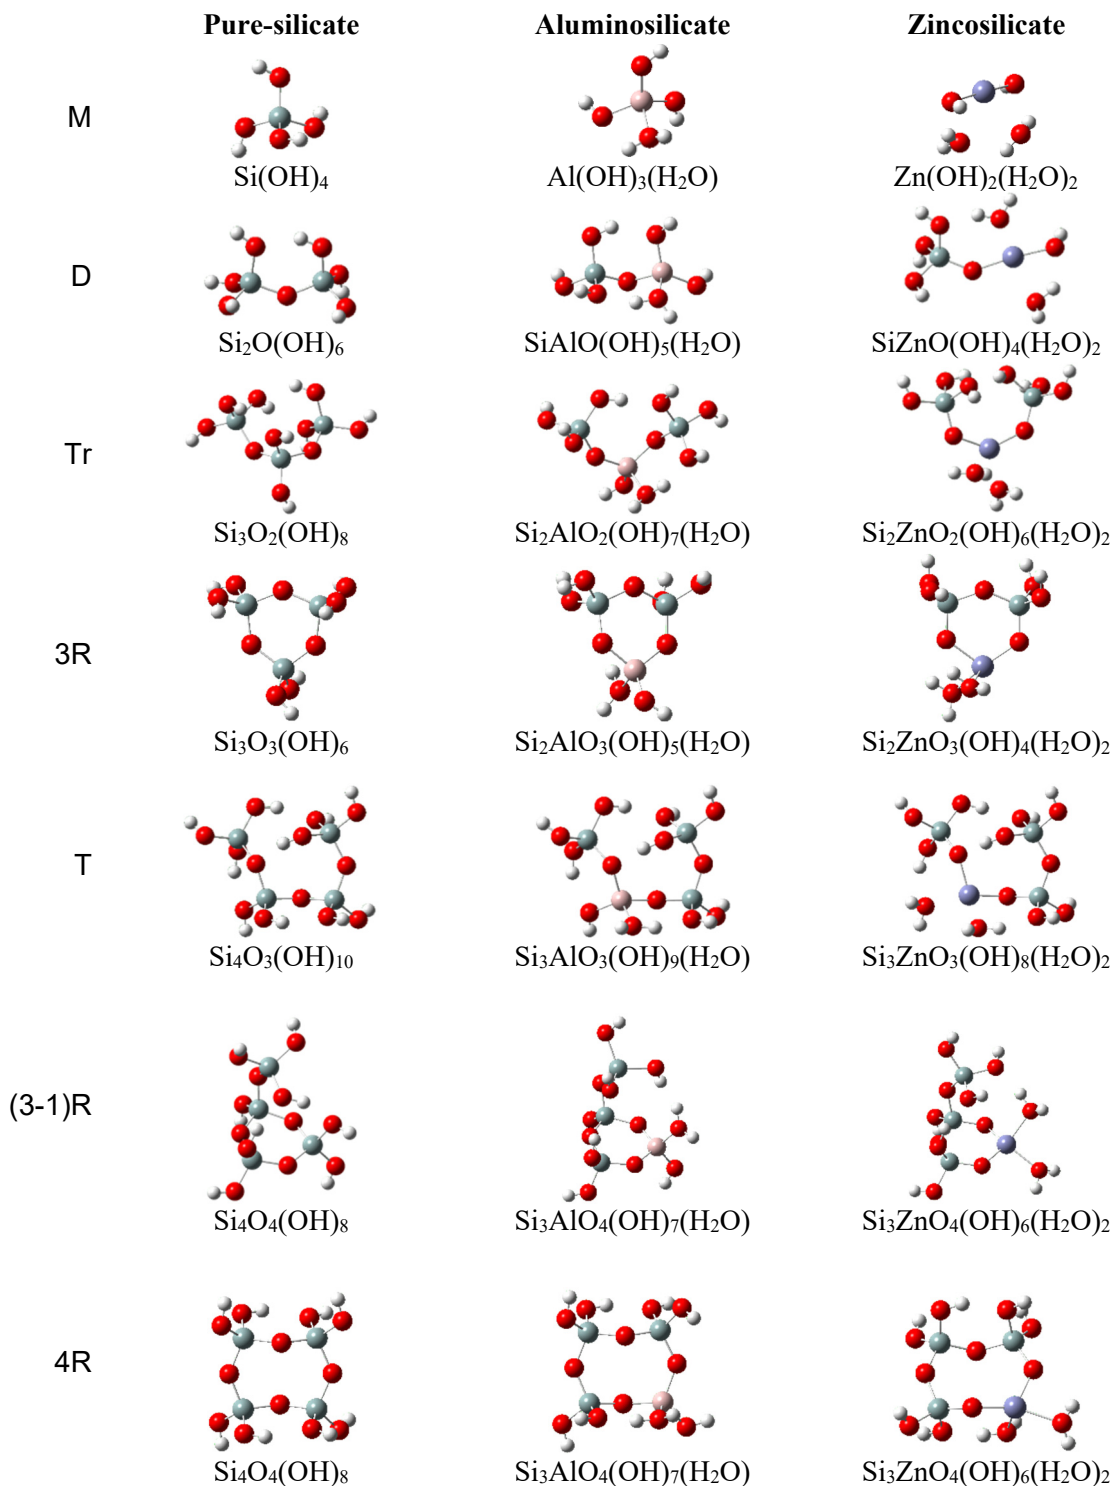 Pure-silicate Aluminosilicate Zincosilicate
M
Si(OH)₄ Al(OH)₃(H₂O) Zn(OH)₂(H₂O)₂
D
Si₂O(OH)₆ SiAlO(OH)₅(H₂O) SiZnO(OH)₄(H₂O)₂
Tr
Si₃O₂(OH)₈ Si₂AlO₂(OH)₇(H₂O) Si₂ZnO₂(OH)₆(H₂O)₂
3R
Si₃O₃(OH)₆ Si₂AlO₃(OH)₅(H₂O) Si₂ZnO₃(OH)₄(H₂O)₂
T
Si₄O₃(OH)₁₀ Si₃AlO₃(OH)₉(H₂O) Si₃ZnO₃(OH)₈(H₂O)₂
(3-1)R
Si₄O₄(OH)₈ Si₃AlO₄(OH)₇(H₂O) Si₃ZnO₄(OH)₆(H₂O)₂
4R
Si₄O₄(OH)₈ Si₃AlO₄(OH)₇(H₂O) Si₃ZnO₄(OH)₆(H₂O)₂